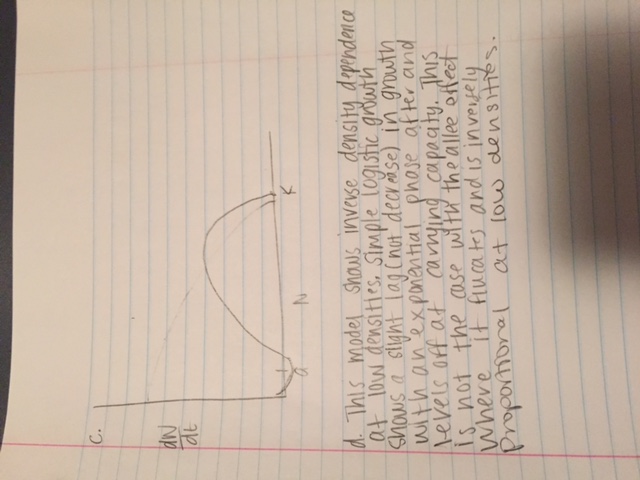 c.
dN
dt
a
N
K
d. This model shows inverse density dependence
at low densities. Simple logistic growth
shows a slight lag (not decrease) in growth
with an exponential phase after and
levels off at carrying capacity. This
is not the case with the allee effect
where it flucates and is inversely
proportional at low densities.